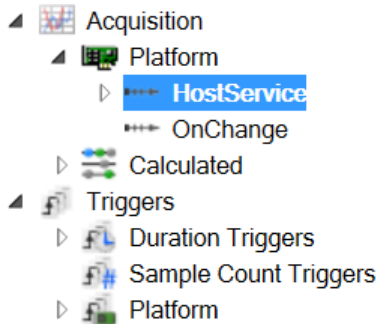 Acquisition
Platform
HostService
OnChange
Calculated
Triggers
Duration Triggers
Sample Count Triggers
Platform